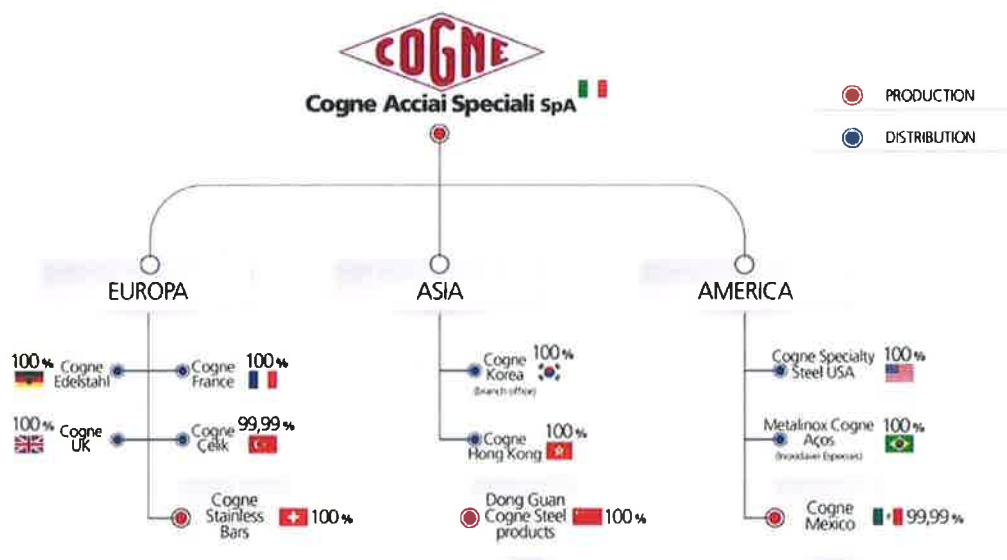 COGNE
Cogne Acciai Speciali SpA
PRODUCTION
DISTRIBUTION
EUROPA
ASIA
AMERICA
100 %
Cogne
Edelstahl
Cogne
France
100 %
100 %
Cogne
UK
Cogne
Çelik
99,99 %
Cogne
Stainless
Bars
100 %
Cogne
Korea
(branch office)
100 %
Cogne
Hong Kong
100 %
Dong Guan
Cogne Steel
products
100 %
Cogne Specialty
Steel USA
100 %
Metalinox Cogne
Aços
100 %
Cogne
Mexico
99,99 %